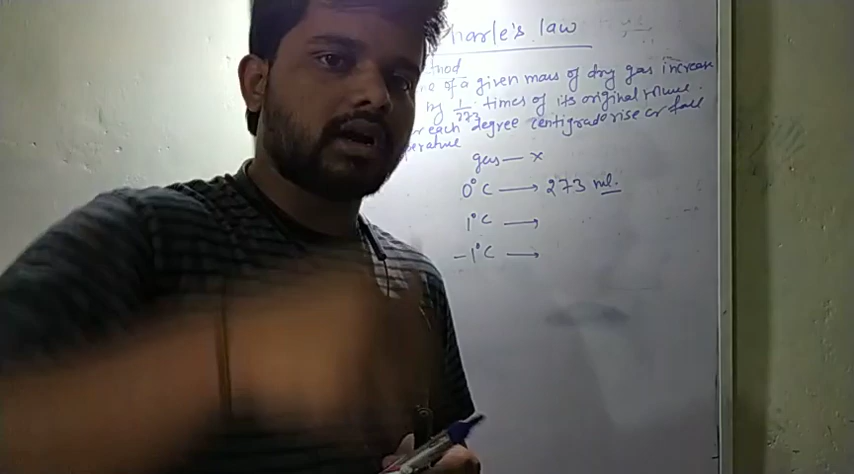 harle's law
thod
e of a given mass of dry gas increase
by 1/273 times of its original volume.
r each degree centigrade rise or fall
perature
gas — x
0°C ⟶ 273 ml.
1°C ⟶
-1°C ⟶